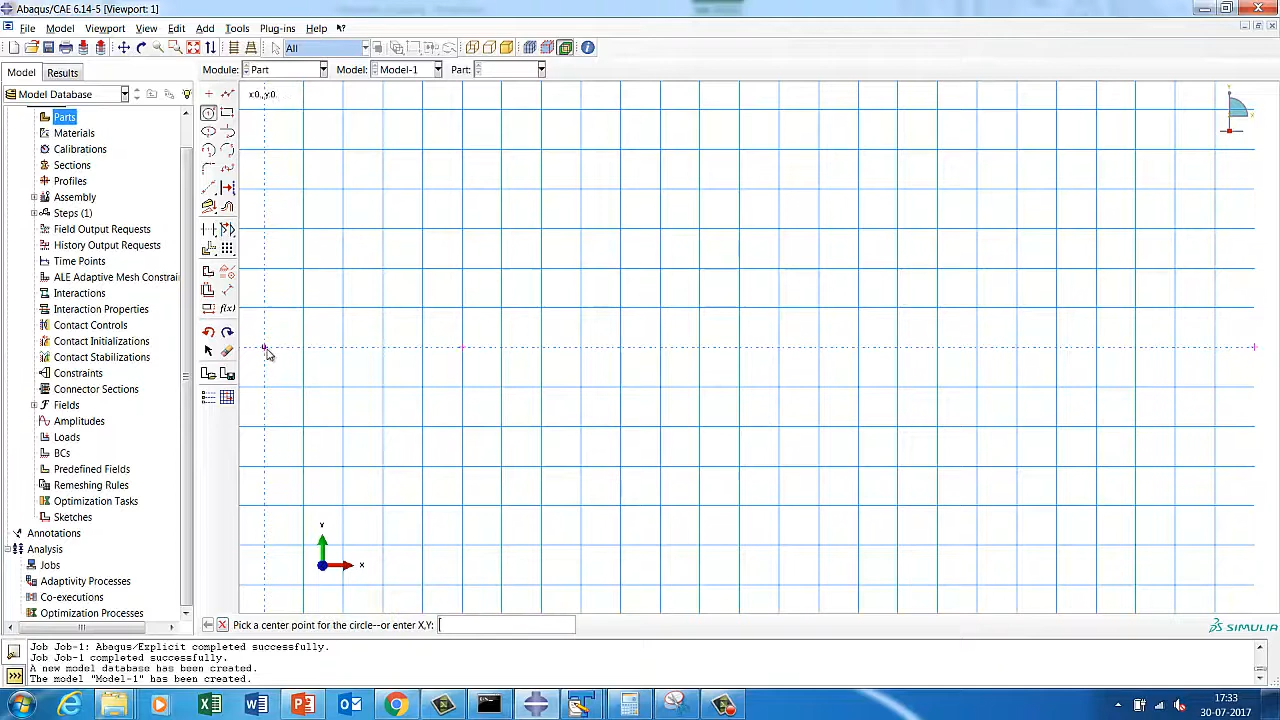 Abaqus/CAE 6.14-5 [Viewport: 1]
File Model Viewport View Edit Add Tools Plug-ins Help
All
Model Results Module: Part Model: Model-1 Part:
Model Database
x:0.,y:0.
Parts
Materials
Calibrations
Sections
Profiles
Assembly
Steps (1)
Field Output Requests
History Output Requests
Time Points
ALE Adaptive Mesh Constrai
Interactions
Interaction Properties
Contact Controls
Contact Initializations
Contact Stabilizations
Constraints
Connector Sections
Fields
Amplitudes
Loads
BCs
Predefined Fields
Remeshing Rules
Optimization Tasks
Sketches
Annotations
Analysis
Jobs
Adaptivity Processes
Co-executions
Optimization Processes
f(x)
Y
X
Y
X
Pick a center point for the circle--or enter X,Y:
SIMULIA
Job Job-1: Abaqus/Explicit completed successfully.
Job Job-1 completed successfully.
A new model database has been created.
The model "Model-1" has been created.
17:33
30-07-2017